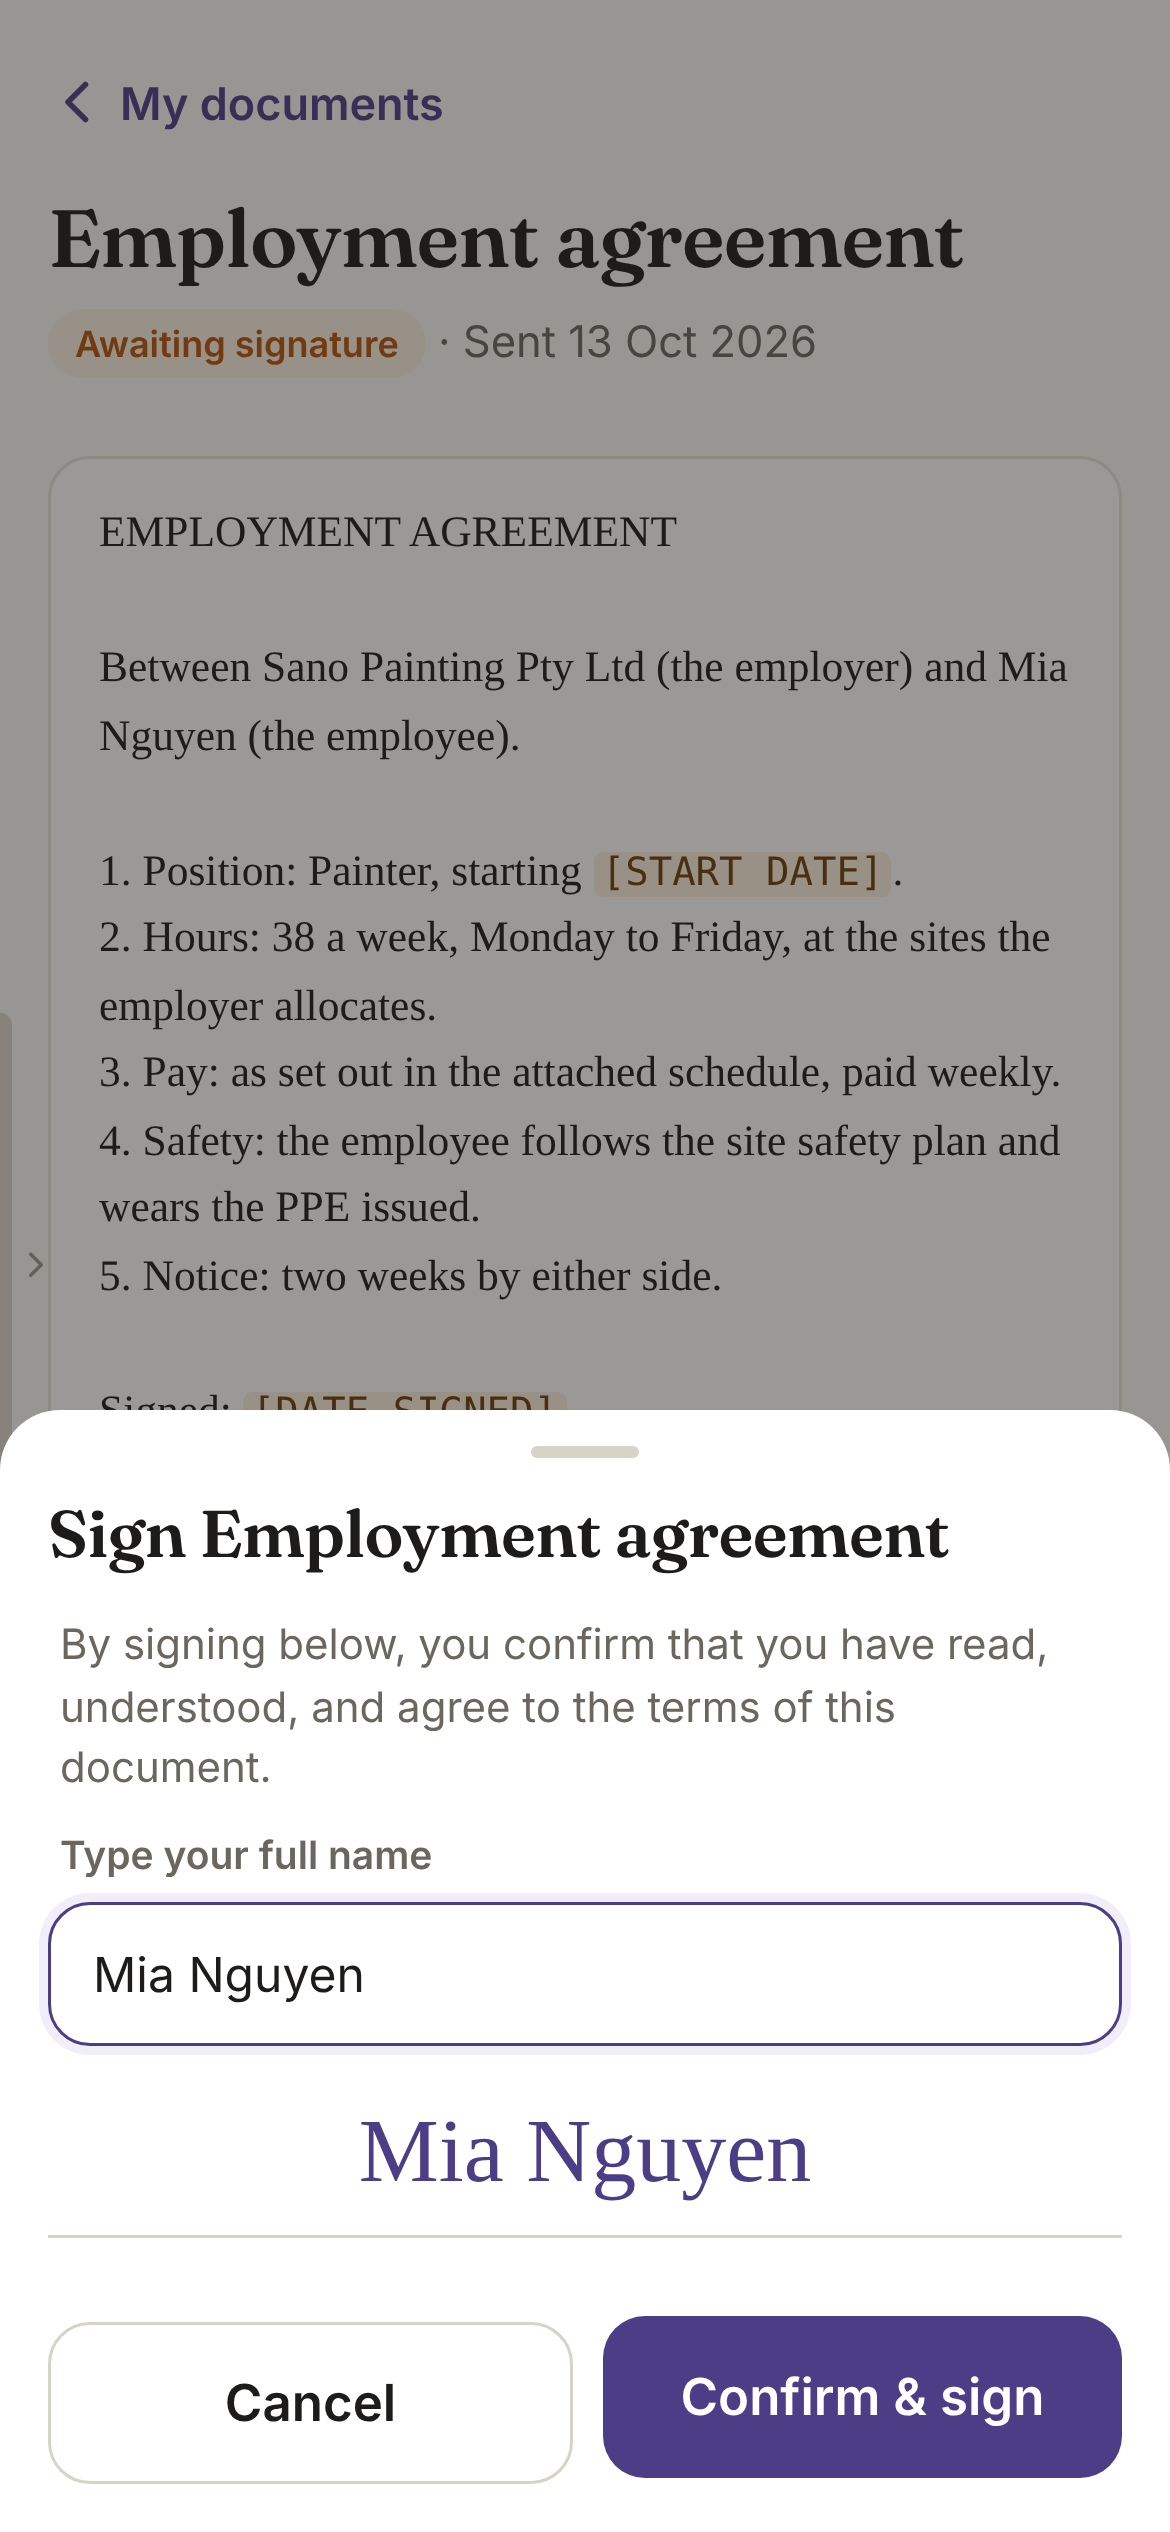 My documents
Employment agreement
Awaiting signature · Sent 13 Oct 2026
EMPLOYMENT AGREEMENT
Between Sano Painting Pty Ltd (the employer) and Mia
Nguyen (the employee).
1. Position: Painter, starting [START DATE].
2. Hours: 38 a week, Monday to Friday, at the sites the
employer allocates.
3. Pay: as set out in the attached schedule, paid weekly.
4. Safety: the employee follows the site safety plan and
wears the PPE issued.
5. Notice: two weeks by either side.
Signed: [DATE SIGNED]
Sign Employment agreement
By signing below, you confirm that you have read,
understood, and agree to the terms of this
document.
Type your full name
Mia Nguyen
Mia Nguyen
Cancel
Confirm & sign